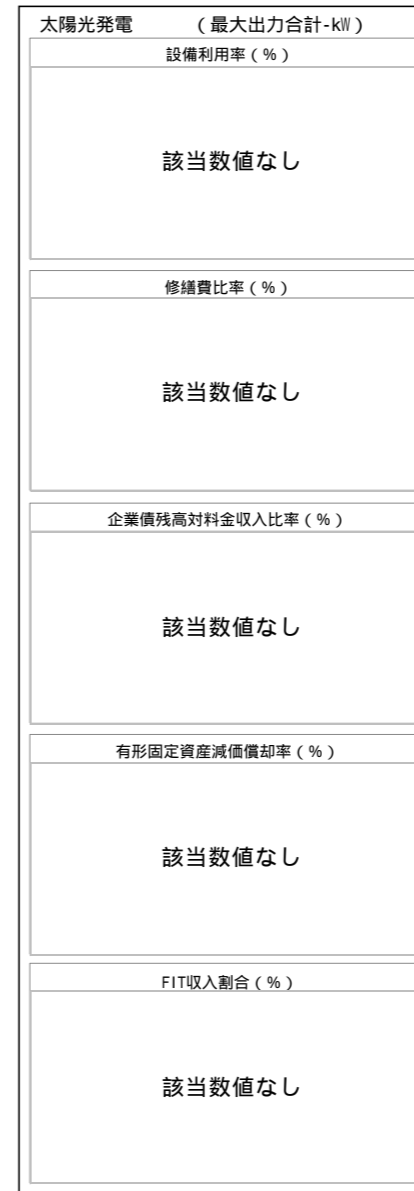 太陽光発電 (最大出力合計-kW)
設備利用率(%)
該当数値なし
修繕費比率(%)
該当数値なし
企業債残高対料金収入比率(%)
該当数値なし
有形固定資産減価償却率(%)
該当数値なし
FIT収入割合(%)
該当数値なし